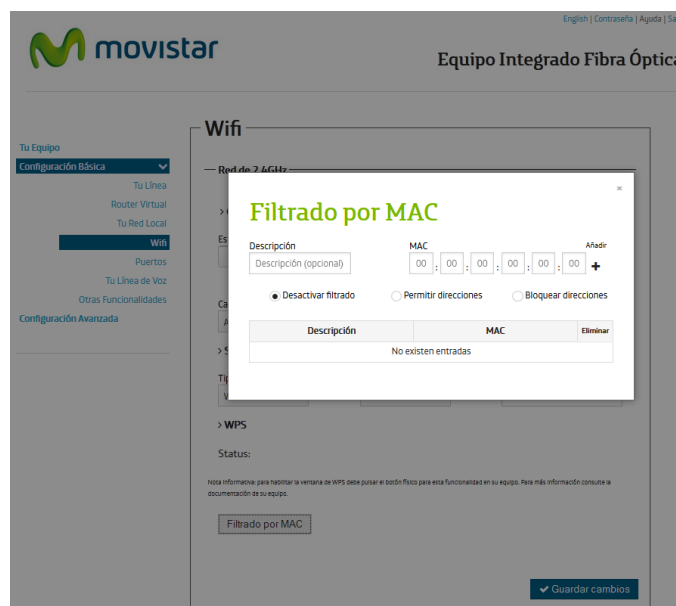 English | Contraseña | Ayuda |
movistar
Equipo Integrado Fibra Óptica
Wifi
Tu Equipo
Configuración Básica
Red de 2.4GHz
Tu Línea
Router Virtual
Tu Red Local
Wifi
Puertos
Tu Línea de Voz
Otras Funcionalidades
Configuración Avanzada
×
Filtrado por MAC
Descripción MAC Añadir
Descripción (opcional) 00 : 00 : 00 : 00 : 00 : 00 +
Desactivar filtrado Permitir direcciones Bloquear direcciones
Descripción MAC Eliminar
No existen entradas
> WPS
Status:
Nota Informativa: para habilitar la ventana de WPS debe pulsar el botón físico para esta funcionalidad en su equipo. Para más información consulte la
documentación de su equipo.
Filtrado por MAC
Guardar cambios